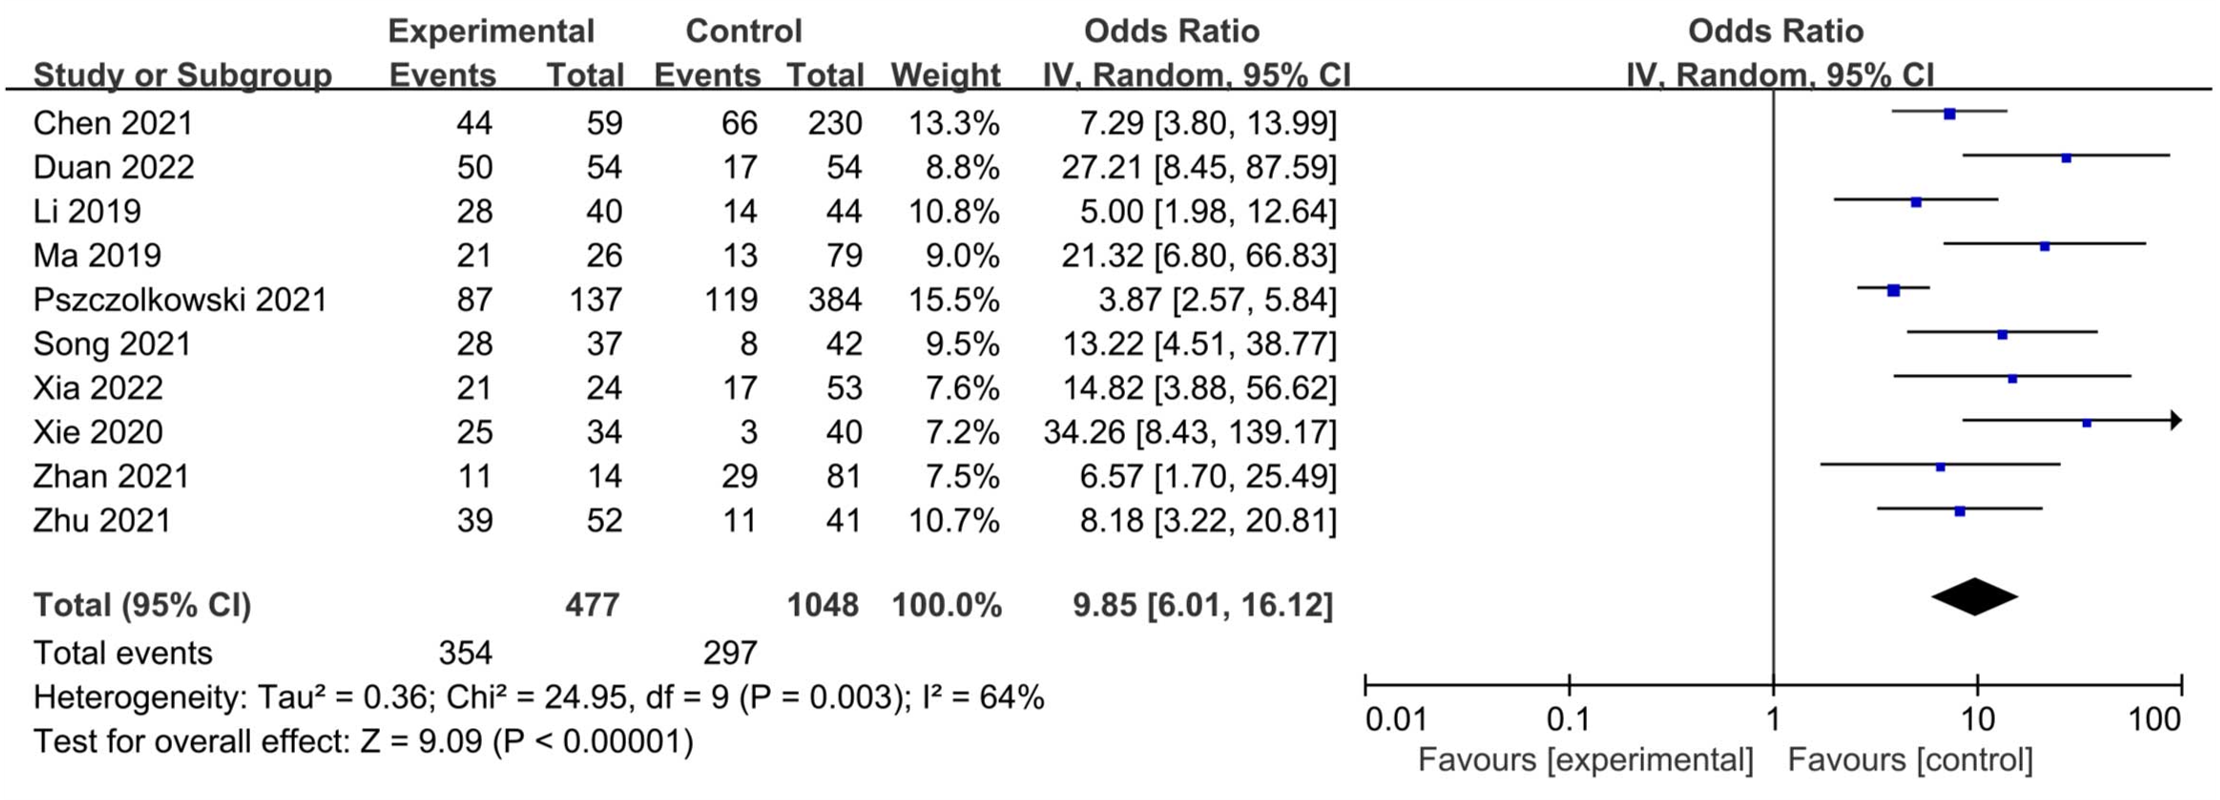 Experimental Control Odds Ratio Odds Ratio
Study or Subgroup Events Total Events Total Weight IV, Random, 95% CI IV, Random, 95% CI
Chen 2021 44 59 66 230 13.3% 7.29 [3.80, 13.99]
Duan 2022 50 54 17 54 8.8% 27.21 [8.45, 87.59]
Li 2019 28 40 14 44 10.8% 5.00 [1.98, 12.64]
Ma 2019 21 26 13 79 9.0% 21.32 [6.80, 66.83]
Pszczolkowski 2021 87 137 119 384 15.5% 3.87 [2.57, 5.84]
Song 2021 28 37 8 42 9.5% 13.22 [4.51, 38.77]
Xia 2022 21 24 17 53 7.6% 14.82 [3.88, 56.62]
Xie 2020 25 34 3 40 7.2% 34.26 [8.43, 139.17]
Zhan 2021 11 14 29 81 7.5% 6.57 [1.70, 25.49]
Zhu 2021 39 52 11 41 10.7% 8.18 [3.22, 20.81]
Total (95% CI) 477 1048 100.0% 9.85 [6.01, 16.12]
Total events 354 297
Heterogeneity: Tau² = 0.36; Chi² = 24.95, df = 9 (P = 0.003); I² = 64%
Test for overall effect: Z = 9.09 (P < 0.00001)
0.01 0.1 1 10 100
Favours [experimental] Favours [control]